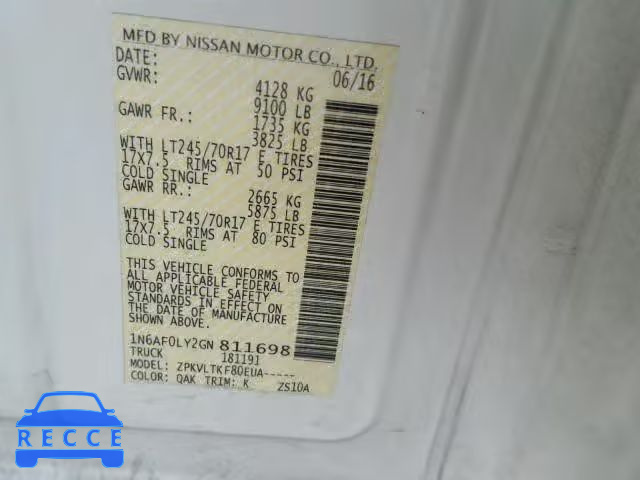 MFD BY NISSAN MOTOR CO., LTD.
DATE: 06/16
GVWR: 4128 KG
9100 LB
GAWR FR.: 1735 KG
3825 LB
WITH LT245/70R17 E TIRES
17X7.5 RIMS AT 50 PSI
COLD SINGLE
GAWR RR.: 2665 KG
5875 LB
WITH LT245/70R17 E TIRES
17X7.5 RIMS AT 80 PSI
COLD SINGLE
THIS VEHICLE CONFORMS TO
ALL APPLICABLE FEDERAL
MOTOR VEHICLE SAFETY
STANDARDS IN EFFECT ON
THE DATE OF MANUFACTURE
SHOWN ABOVE.
1N6AF0LY2GN 811698
TRUCK 181191
MODEL: ZPKVLTKF80EUA-----
COLOR: QAK TRIM: K ZS10A
RECCE